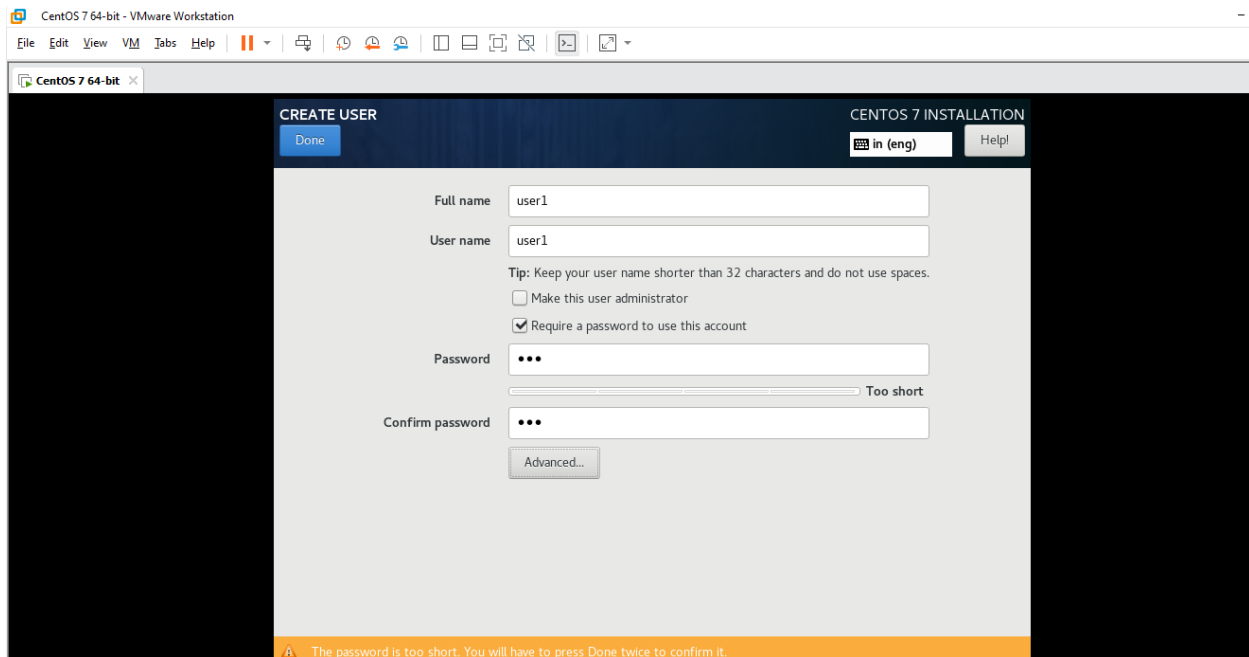 CentOS 7 64-bit - VMware Workstation
File Edit View VM Tabs Help
CentOS 7 64-bit
CREATE USER
CENTOS 7 INSTALLATION
Done
in (eng)
Help!
Full name
user1
User name
user1
Tip: Keep your user name shorter than 32 characters and do not use spaces.
Make this user administrator
Require a password to use this account
Password
•••
Too short
Confirm password
•••
Advanced...
The password is too short. You will have to press Done twice to confirm it.